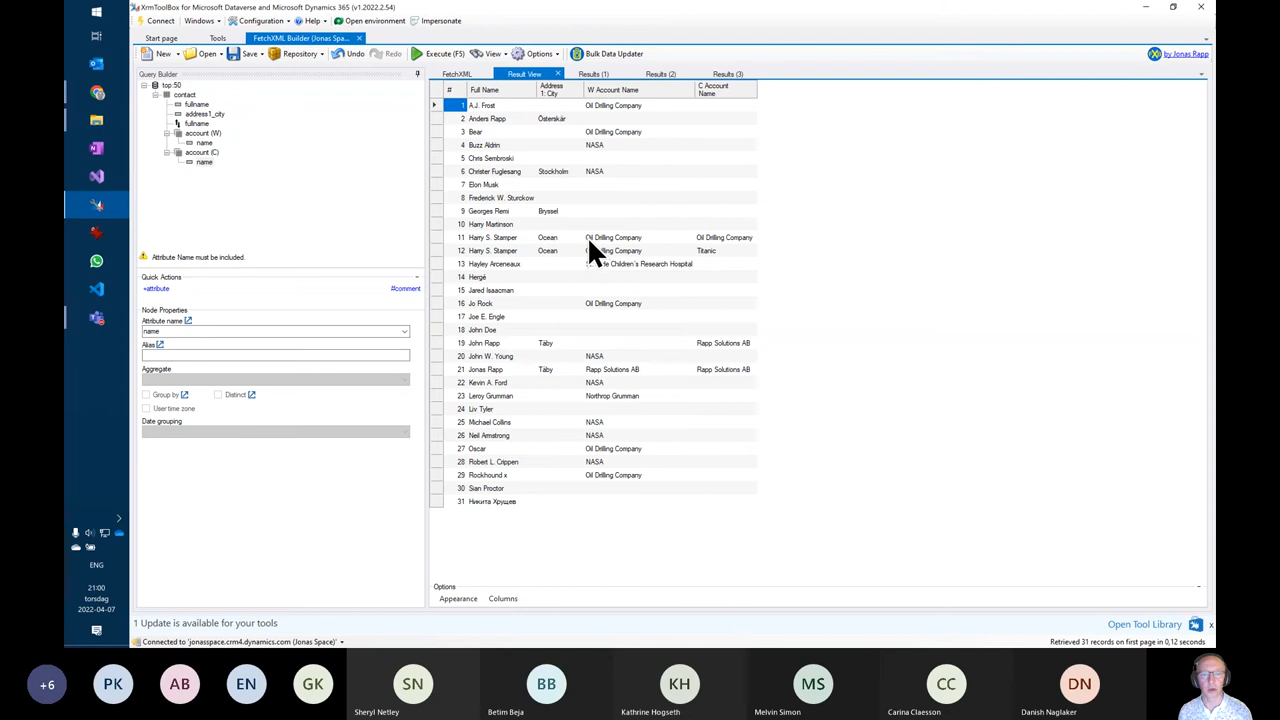 XrmToolBox for Microsoft Dataverse and Microsoft Dynamics 365 (v1.2022.2.54)
Connect Windows Configuration Help Open environment Impersonate
Start page Tools FetchXML Builder (Jonas Spa...
New Open Save Repository Undo Redo Execute (F5) View Options Bulk Data Updater by Jonas Rapp
Query Builder
top:50
contact
fullname
address1_city
fullname
account (W)
name
account (C)
name
Attribute Name must be included.
Quick Actions
+attribute #comment
Node Properties
Attribute name
name
Alias
Aggregate
Group by Distinct
User time zone
Date grouping
FetchXML Result View Results (1) Results (2) Results (3)
# Full Name Address 1: City W Account Name C Account Name
1 A.J. Frost Oil Drilling Company
2 Anders Rapp Österskär
3 Bear Oil Drilling Company
4 Buzz Aldrin NASA
5 Chris Sembroski
6 Christer Fuglesang Stockholm NASA
7 Elon Musk
8 Frederick W. Sturckow
9 Georges Remi Bryssel
10 Harry Martinson
11 Harry S. Stamper Ocean Oil Drilling Company Oil Drilling Company
12 Harry S. Stamper Ocean Drilling Company Titanic
13 Hayley Arceneaux Children's Research Hospital
14 Hergé
15 Jared Isaacman
16 Jo Rock Oil Drilling Company
17 Joe E. Engle
18 John Doe
19 John Rapp Täby Rapp Solutions AB
20 John W. Young NASA
21 Jonas Rapp Täby Rapp Solutions AB Rapp Solutions AB
22 Kevin A. Ford NASA
23 Leroy Grumman Northrop Grumman
24 Liv Tyler
25 Michael Collins NASA
26 Neil Armstrong NASA
27 Oscar Oil Drilling Company
28 Robert L. Crippen NASA
29 Rockhound x Oil Drilling Company
30 Sian Proctor
31 Никита Хрущев
Options
Appearance Columns
1 Update is available for your tools Open Tool Library x
Connected to 'jonasspace.crm4.dynamics.com (Jonas Space)' Retrieved 31 records on first page in 0,12 seconds
ENG
21:00
torsdag
2022-04-07
+6 PK AB EN GK SN BB KH MS CC DN
Sheryl Netley Betim Beja Kathrine Hogseth Melvin Simon Carina Claesson Danish Naglaker